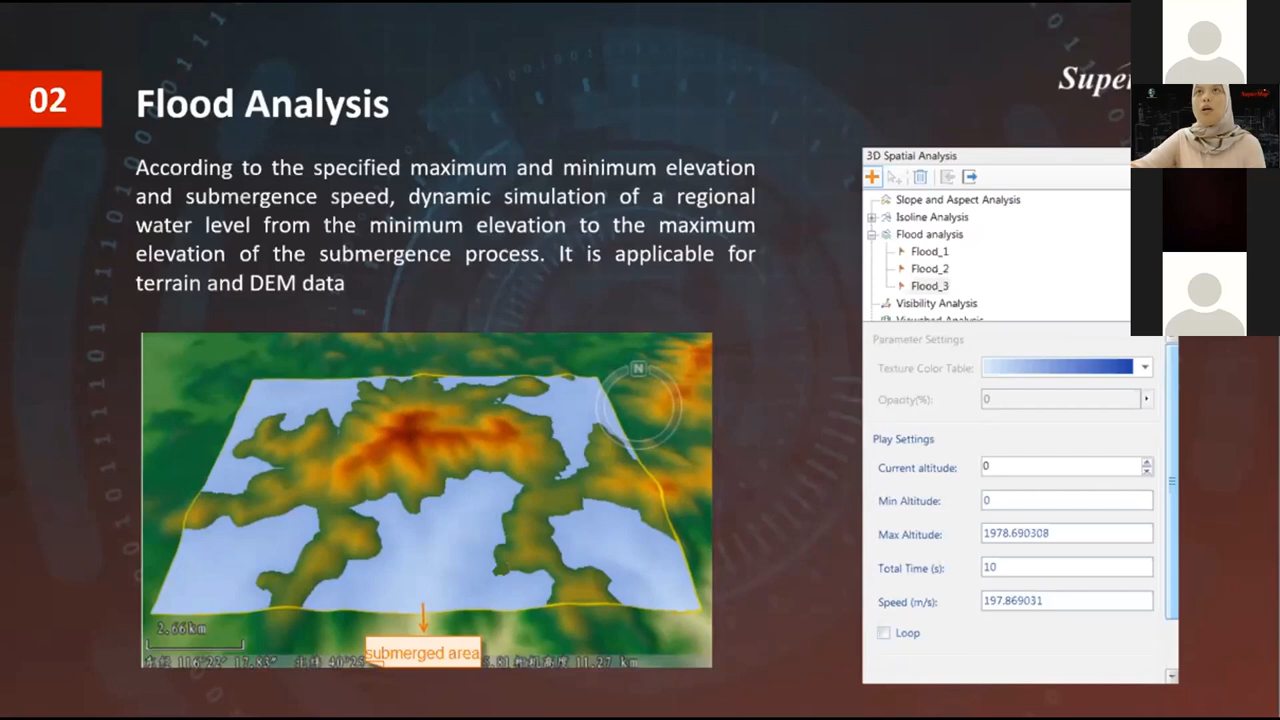 02
Flood Analysis
According to the specified maximum and minimum elevation
and submergence speed, dynamic simulation of a regional
water level from the minimum elevation to the maximum
elevation of the submergence process. It is applicable for
terrain and DEM data
N
2.66km
submerged area
11.27 km
3D Spatial Analysis
Slope and Aspect Analysis
Isoline Analysis
Flood analysis
Flood_1
Flood_2
Flood_3
Visibility Analysis
Parameter Settings
Texture Color Table:
Opacity(%): 0
Play Settings
Current altitude: 0
Min Altitude: 0
Max Altitude: 1978.690308
Total Time (s): 10
Speed (m/s): 197.869031
Loop
SuperMap